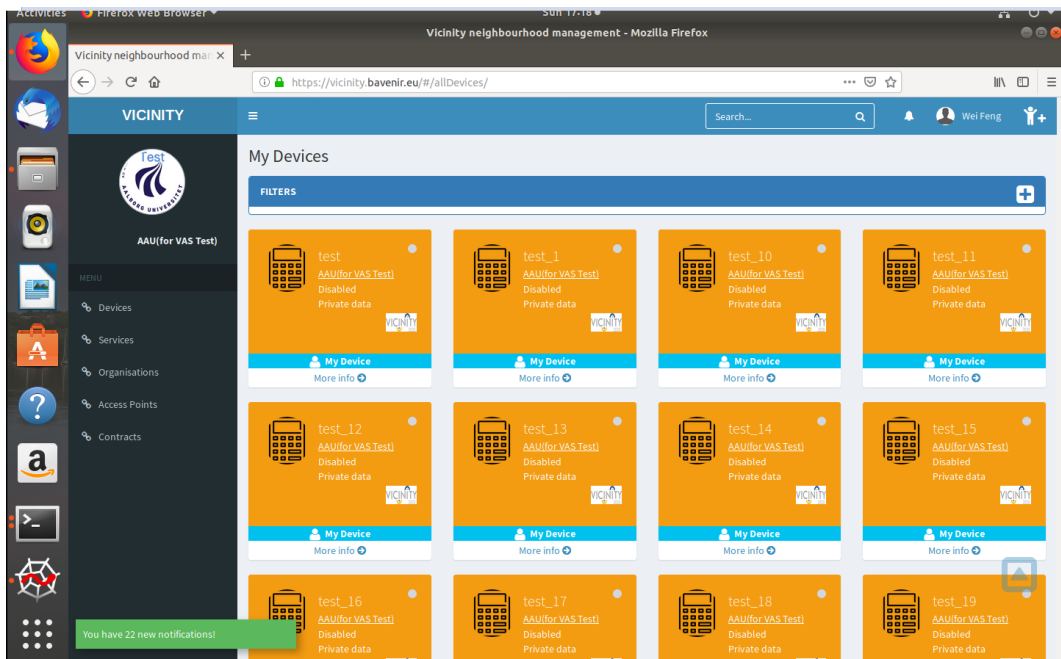 Activities Firefox Web Browser Sun 17:18
Vicinity neighbourhood management - Mozilla Firefox
Vicinity neighbourhood mar
https://vicinity.bavenir.eu/#/allDevices/
VICINITY
Search...
Wei Feng
Test
AALBORG UNIVERSITET
AAU(for VAS Test)
MENU
Devices
Services
Organisations
Access Points
Contracts
My Devices
FILTERS
test
AAU(for VAS Test)
Disabled
Private data
VICINITY
My Device
More info
test_1
AAU(for VAS Test)
Disabled
Private data
VICINITY
My Device
More info
test_10
AAU(for VAS Test)
Disabled
Private data
VICINITY
My Device
More info
test_11
AAU(for VAS Test)
Disabled
Private data
VICINITY
My Device
More info
test_12
AAU(for VAS Test)
Disabled
Private data
VICINITY
My Device
More info
test_13
AAU(for VAS Test)
Disabled
Private data
VICINITY
My Device
More info
test_14
AAU(for VAS Test)
Disabled
Private data
VICINITY
My Device
More info
test_15
AAU(for VAS Test)
Disabled
Private data
VICINITY
My Device
More info
test_16
AAU(for VAS Test)
Disabled
Private data
test_17
AAU(for VAS Test)
Disabled
Private data
test_18
AAU(for VAS Test)
Disabled
Private data
test_19
AAU(for VAS Test)
Disabled
Private data
You have 22 new notifications!